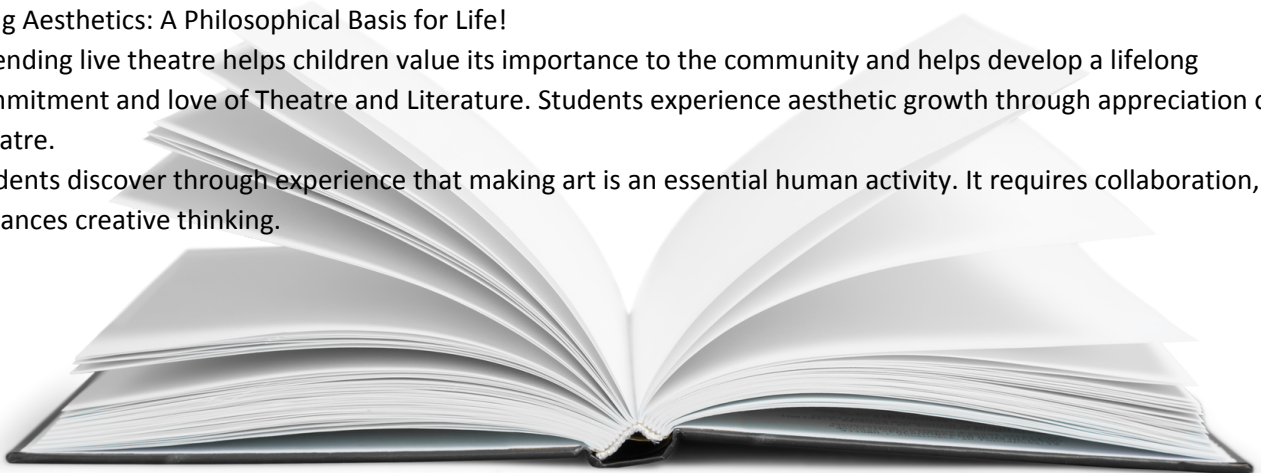 g Aesthetics: A Philosophical Basis for Life!
ending live theatre helps children value its importance to the community and helps develop a lifelong
mmitment and love of Theatre and Literature. Students experience aesthetic growth through appreciation o
atre.
dents discover through experience that making art is an essential human activity. It requires collaboration,
ances creative thinking.